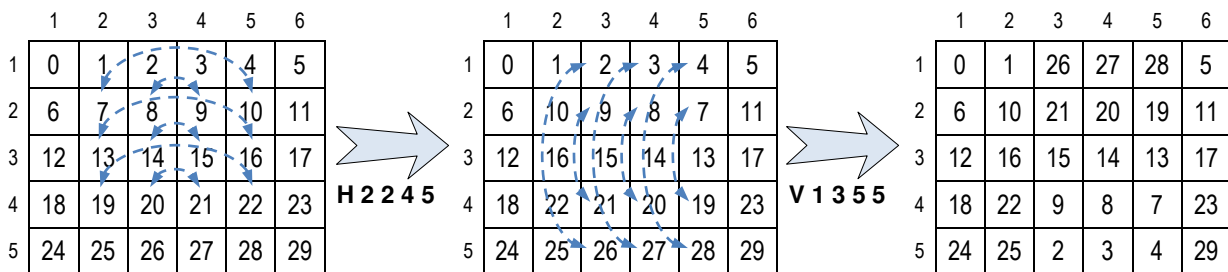 1 2 3 4 5 6
1 0 1 2 3 4 5
2 6 7 8 9 10 11
3 12 13 14 15 16 17
4 18 19 20 21 22 23
5 24 25 26 27 28 29
H 2 2 4 5
1 2 3 4 5 6
1 0 1 2 3 4 5
2 6 10 9 8 7 11
3 12 16 15 14 13 17
4 18 22 21 20 19 23
5 24 25 26 27 28 29
V 1 3 5 5
1 2 3 4 5 6
1 0 1 26 27 28 5
2 6 10 21 20 19 11
3 12 16 15 14 13 17
4 18 22 9 8 7 23
5 24 25 2 3 4 29